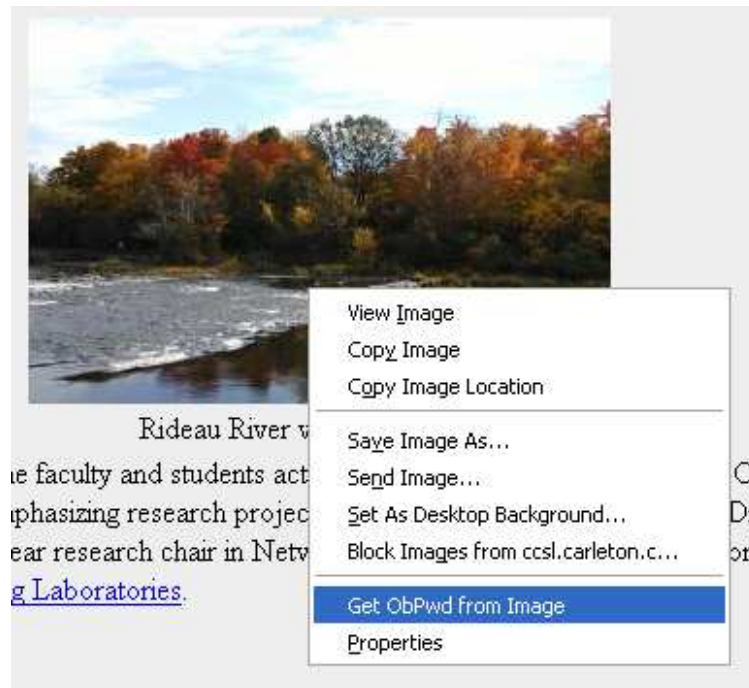 View Image
Copy Image
Copy Image Location
Rideau River
Save Image As...
faculty and students act
Send Image...
research projec
Set As Desktop Background...
ear research chair in Netw
Block Images from ccsl.carleton.c...
g Laboratories.
Get ObPwd from Image
Properties